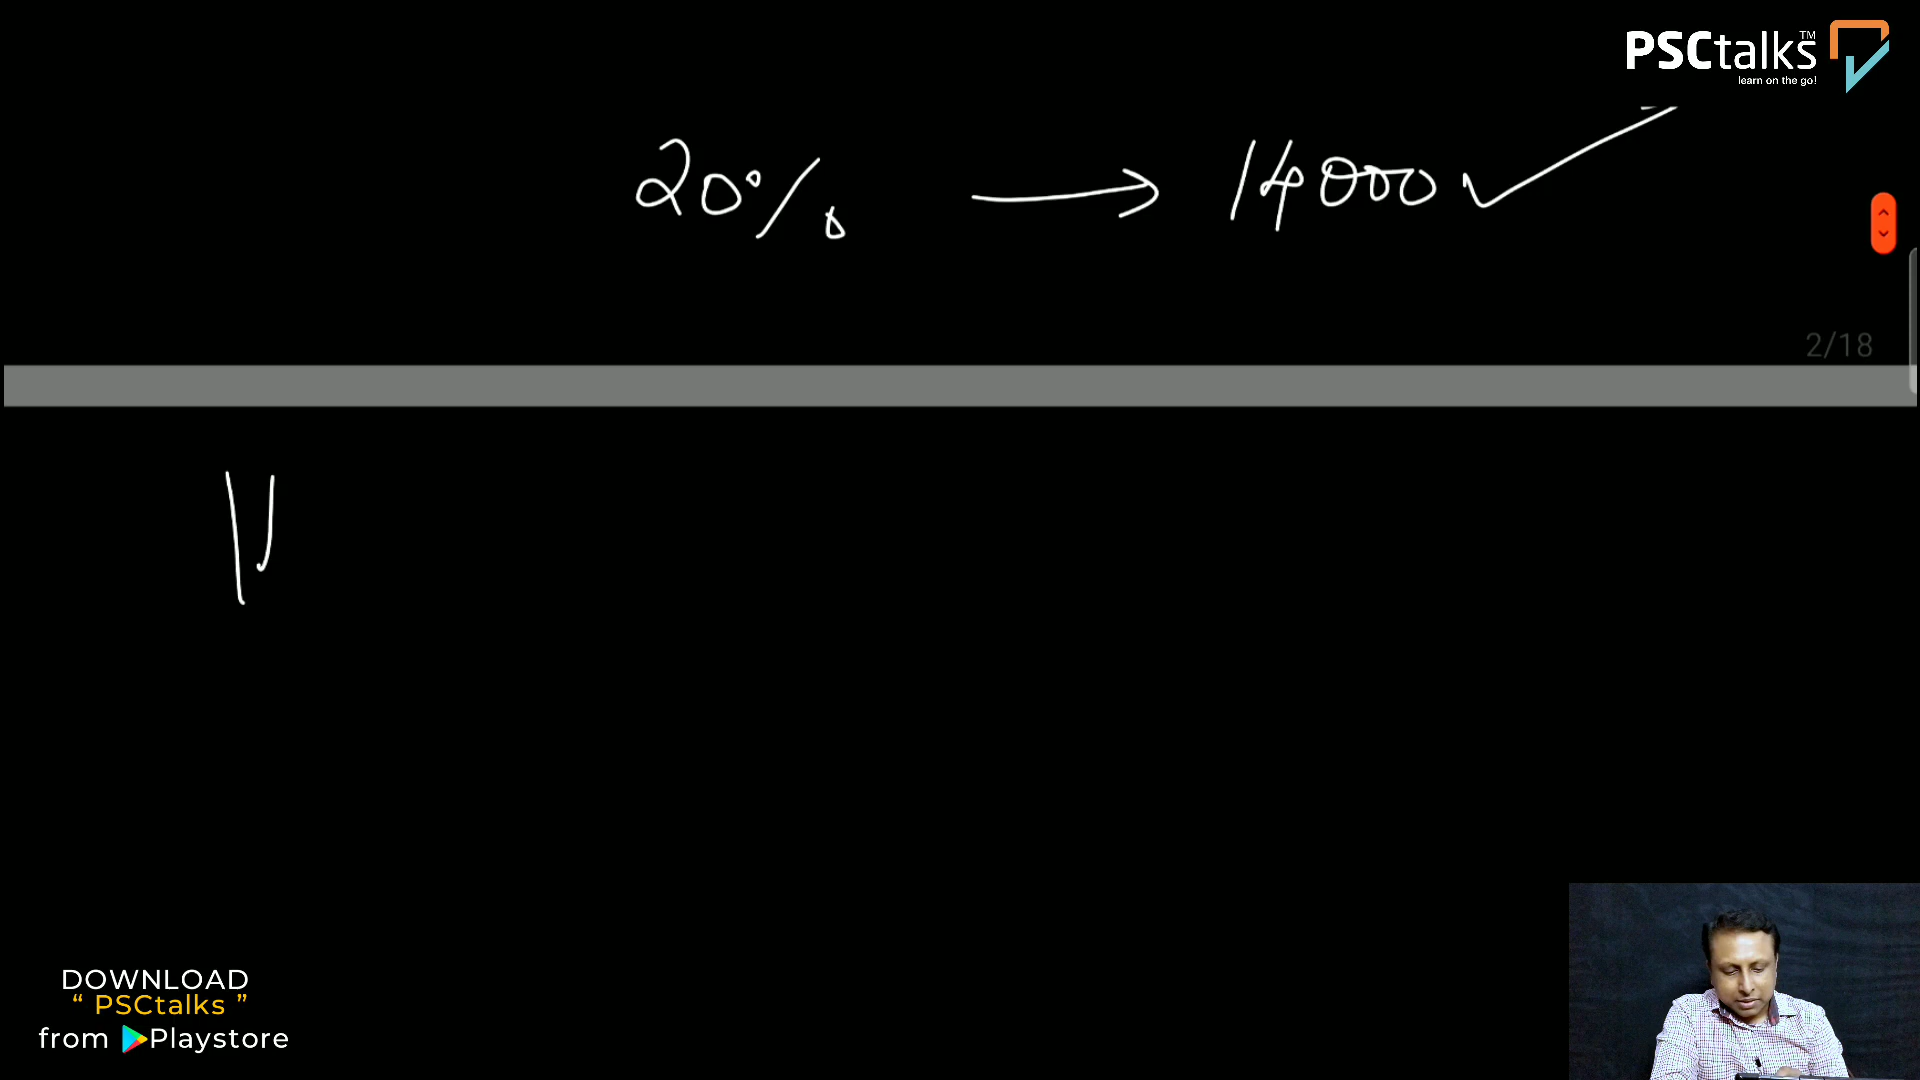 PSCtalks™
learn on the go!
20% → 14000 ✓
2/18
DOWNLOAD
“ PSCtalks ”
from Playstore